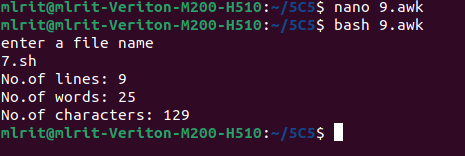 mlrit@mlrit-Veriton-M200-H510:~/5C5$ nano 9.awk
mlrit@mlrit-Veriton-M200-H510:~/5C5$ bash 9.awk
enter a file name
7.sh
No.of lines: 9
No.of words: 25
No.of characters: 129
mlrit@mlrit-Veriton-M200-H510:~/5C5$